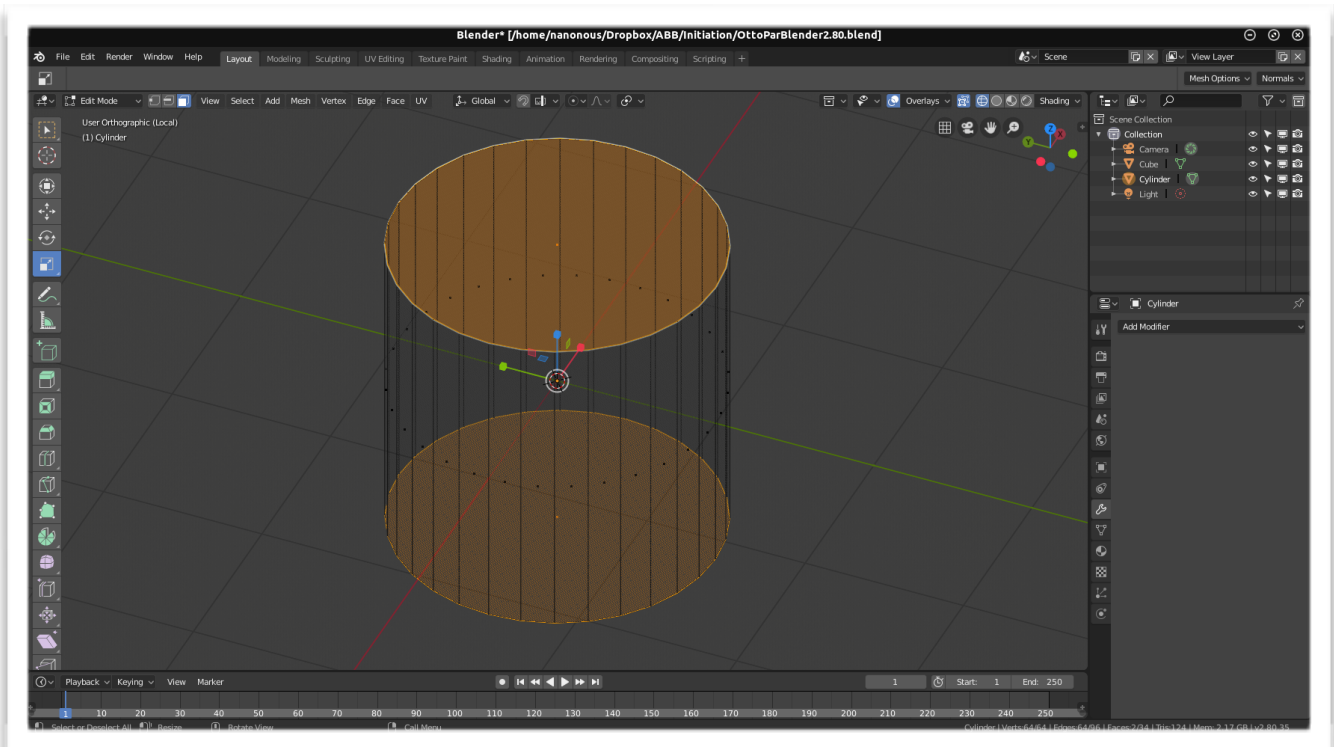 Blender* [/home/nanonous/Dropbox/ABB/Initiation/OttoParBlender2.80.blend]
File Edit Render Window Help Layout Modeling Sculpting UV Editing Texture Paint Shading Animation Rendering Compositing Scripting + Scene View Layer
Mesh Options Normals
Edit Mode View Select Add Mesh Vertex Edge Face UV Global Overlays Shading
User Orthographic (Local)
(1) Cylinder
Z
X
Y
Scene Collection
Collection
Camera
Cube
Cylinder
Light
Cylinder
Add Modifier
Playback Keying View Marker 1 Start: 1 End: 250
1 10 20 30 40 50 60 70 80 90 100 110 120 130 140 150 160 170 180 190 200 210 220 230 240 250
Select or Deselect All Resize Rotate View Call Menu Cylinder | Verts:64/64 | Edges:64/96 | Faces:2/34 | Tris:124 | Mem: 2.17 GB | v2.80.35